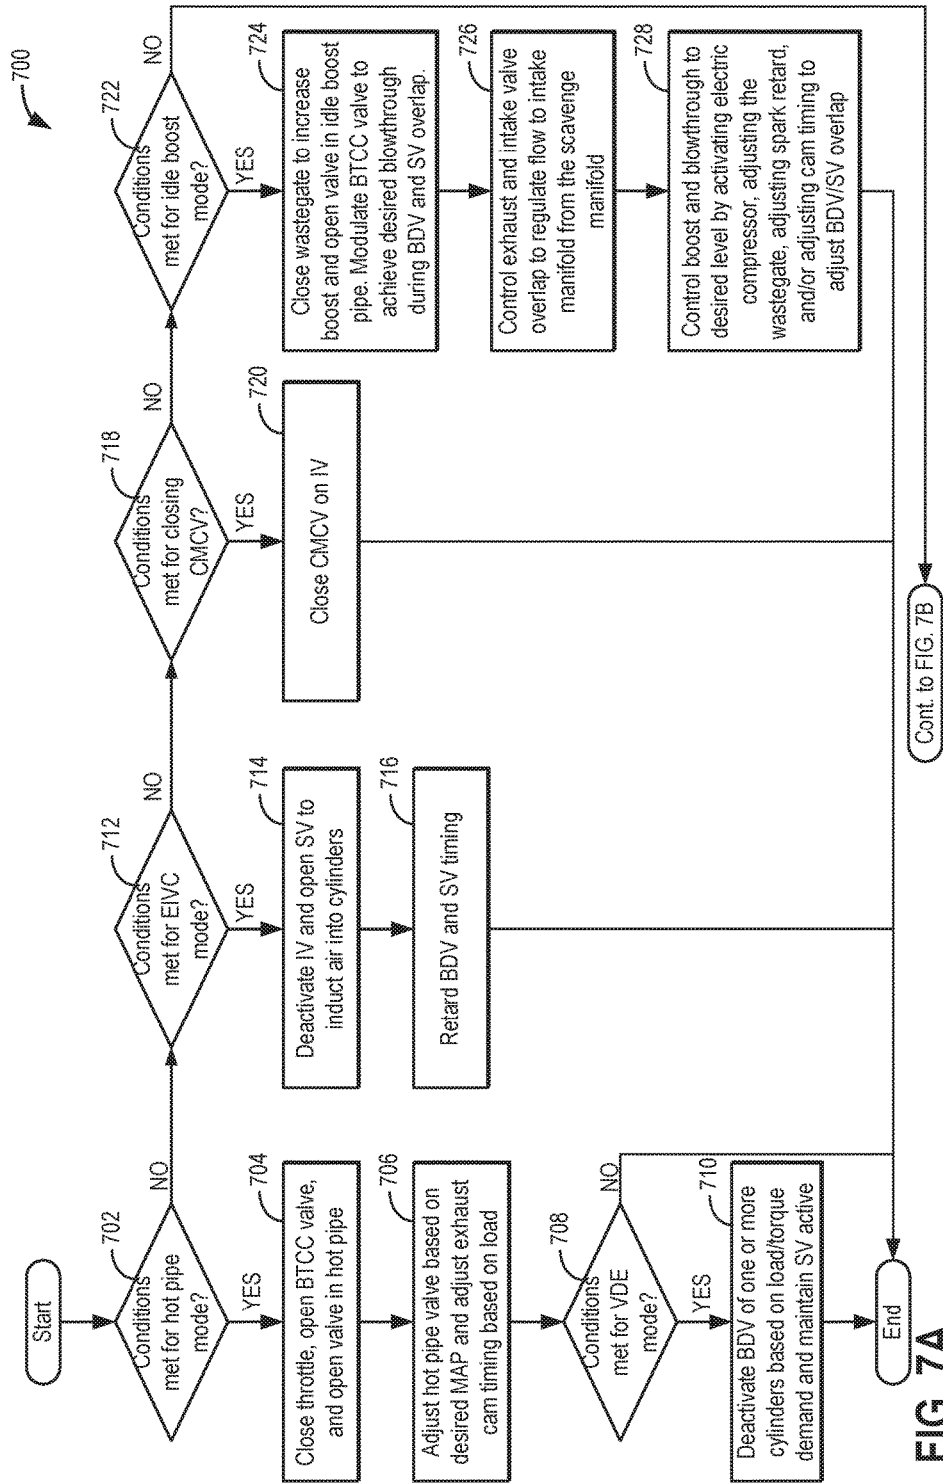 700
Start
702
Conditions
met for hot pipe
mode?
NO
YES
704
Close throttle, open BTCC valve,
and open valve in hot pipe
706
Adjust hot pipe valve based on
desired MAP and adjust exhaust
cam timing based on load
708
Conditions
met for VDE
mode?
NO
YES
710
Deactivate BDV of one or more
cylinders based on load/torque
demand and maintain SV active
End
712
Conditions
met for EIVC
mode?
NO
YES
714
Deactivate IV and open SV to
induct air into cylinders
716
Retard BDV and SV timing
718
Conditions
met for closing
CMCV?
NO
YES
720
Close CMCV on IV
722
Conditions
met for idle boost
mode?
NO
YES
724
Close wastegate to increase
boost and open valve in idle boost
pipe. Modulate BTCC valve to
achieve desired blowthrough
during BDV and SV overlap.
726
Control exhaust and intake valve
overlap to regulate flow to intake
manifold from the scavenge
manifold
728
Control boost and blowthrough to
desired level by activating electric
compressor, adjusting the
wastegate, adjusting spark retard,
and/or adjusting cam timing to
adjust BDV/SV overlap
Cont. to FIG. 7B
FIG. 7A